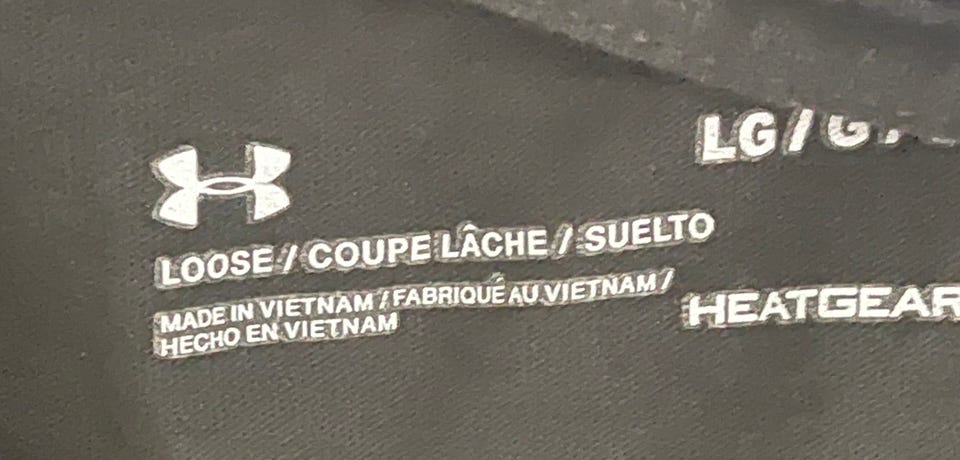 LG/G
LOOSE / COUPE LÂCHE / SUELTO
MADE IN VIETNAM / FABRIQUÉ AU VIETNAM /
HECHO EN VIETNAM
HEATGEAR